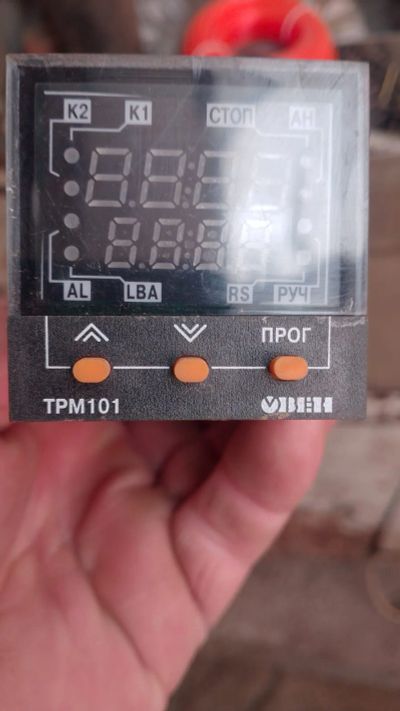 К2 К1 СТОП АН
AL LBA RS РУЧ
ПРОГ
ТРМ101 ОВЕН